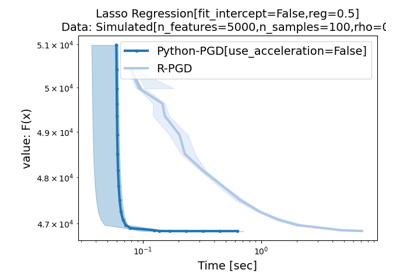 Lasso Regression[fit_intercept=False,reg=0.5]
Data: Simulated[n_features=5000,n_samples=100,rho=0
Python-PGD[use_acceleration=False]
R-PGD
value: F(x)
5.1 × 10⁴
5 × 10⁴
4.9 × 10⁴
4.8 × 10⁴
4.7 × 10⁴
10⁻¹ 10⁰
Time [sec]